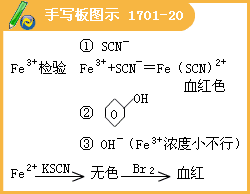 手写板图示 1701-20
① SCN⁻
Fe³⁺检验 Fe³⁺+SCN⁻=Fe (SCN)²⁺
血红色
② OH
③ OH⁻ (Fe³⁺浓度小不行)
Fe²⁺ KSCN 无色 Br₂ 血红